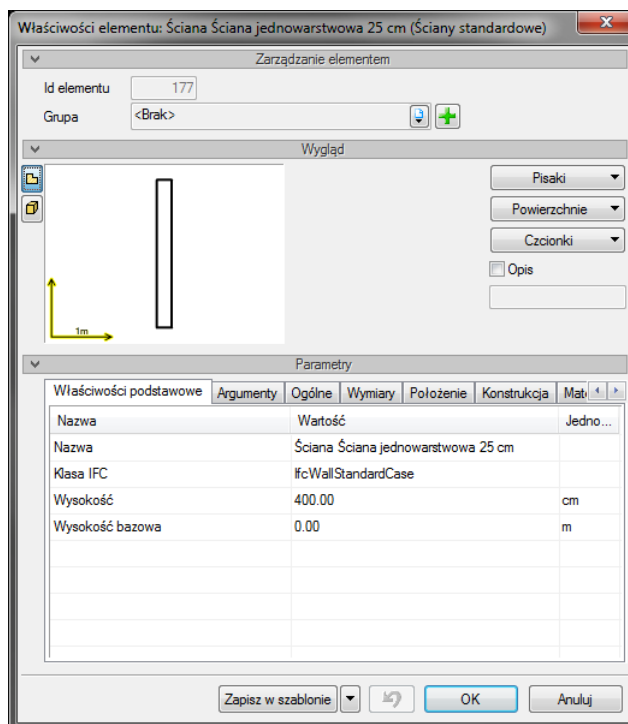 Właściwości elementu: Ściana Ściana jednowarstwowa 25 cm (Ściany standardowe)
Zarządzanie elementem
Id elementu 177
Grupa <Brak>
Wygląd
Pisaki
Powierzchnie
Czcionki
Opis
1m
Parametry
Właściwości podstawowe Argumenty Ogólne Wymiary Położenie Konstrukcja Mate
Nazwa Wartość Jedno...
Nazwa Ściana Ściana jednowarstwowa 25 cm
Klasa IFC IfcWallStandardCase
Wysokość 400.00 cm
Wysokość bazowa 0.00 m
Zapisz w szablonie OK Anuluj